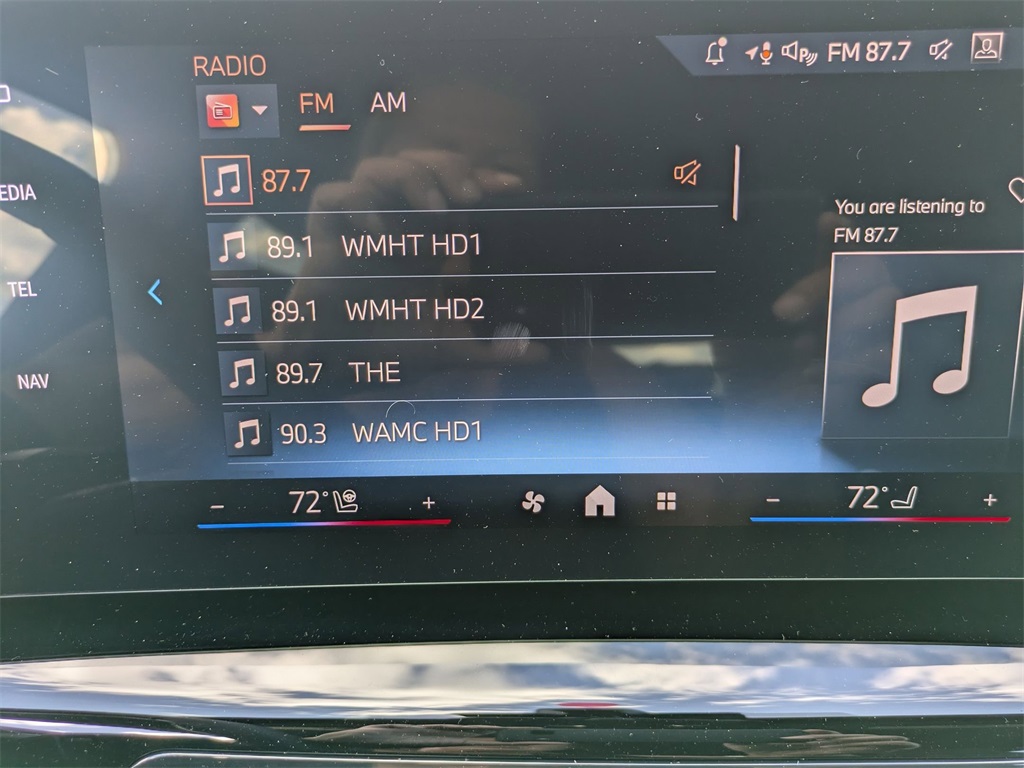 RADIO
FM 87.7
FM AM
87.7
EDIA
89.1 WMHT HD1
You are listening to
FM 87.7
TEL
89.1 WMHT HD2
NAV
89.7 THE
90.3 WAMC HD1
− 72° +
− 72° +